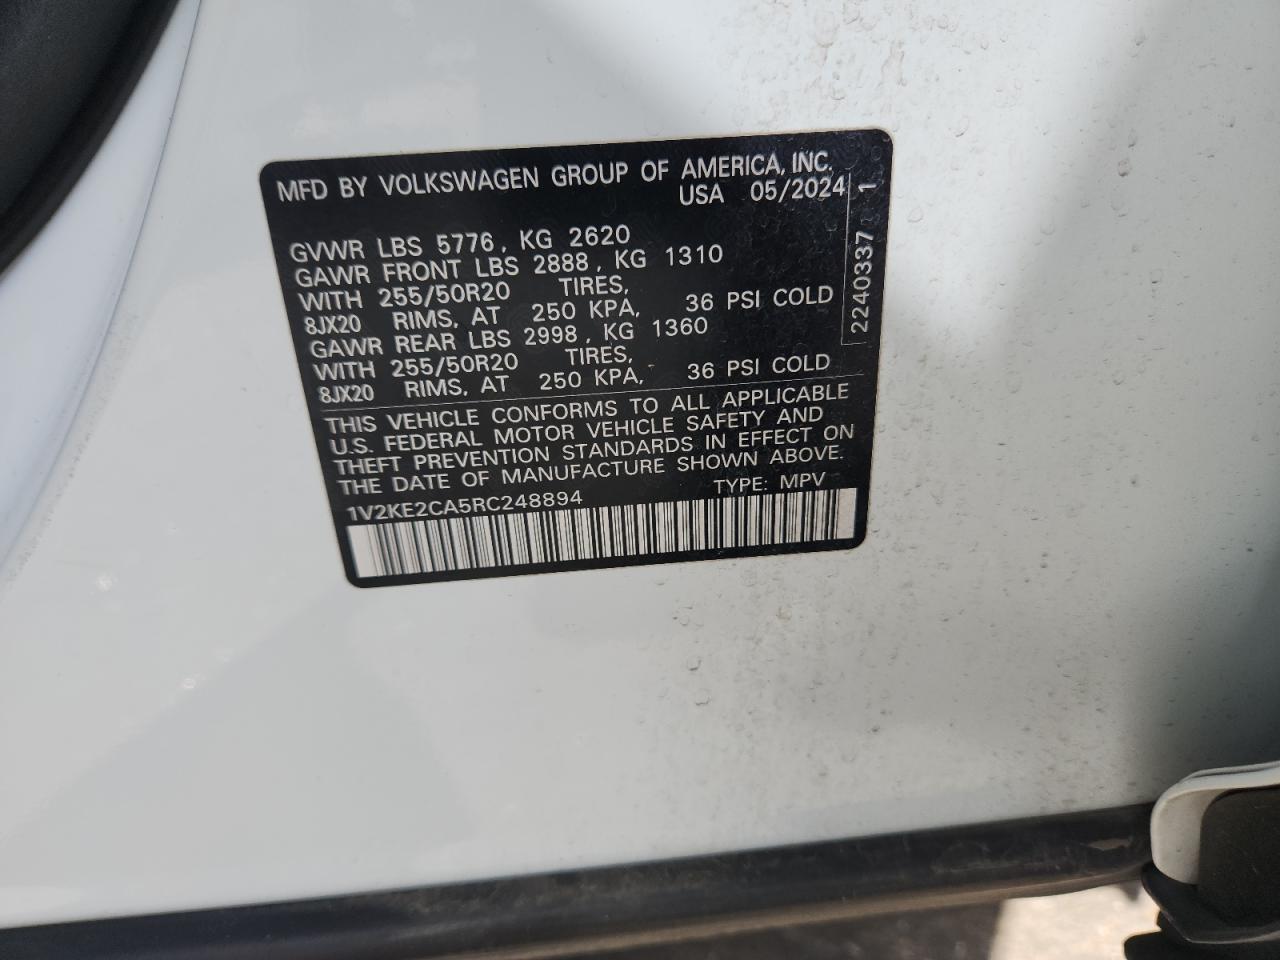 MFD BY VOLKSWAGEN GROUP OF AMERICA, INC.
USA 05/2024
GVWR LBS 5776, KG 2620
GAWR FRONT LBS 2888, KG 1310
WITH 255/50R20 TIRES,
8JX20 RIMS, AT 250 KPA, 36 PSI COLD
GAWR REAR LBS 2998, KG 1360
WITH 255/50R20 TIRES,
8JX20 RIMS, AT 250 KPA, 36 PSI COLD
THIS VEHICLE CONFORMS TO ALL APPLICABLE
U.S. FEDERAL MOTOR VEHICLE SAFETY AND
THEFT PREVENTION STANDARDS IN EFFECT ON
THE DATE OF MANUFACTURE SHOWN ABOVE.
1V2KE2CA5RC248894 TYPE: MPV
2240337 1